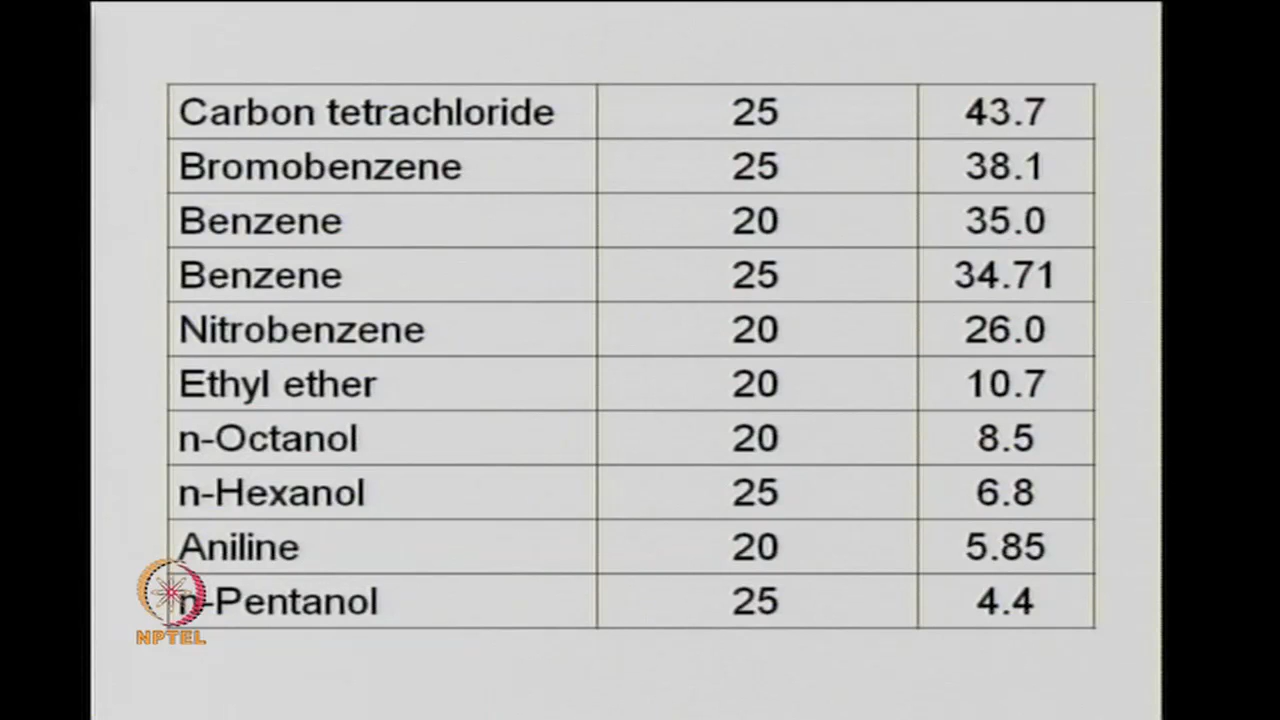 Carbon tetrachloride 25 43.7
Bromobenzene 25 38.1
Benzene 20 35.0
Benzene 25 34.71
Nitrobenzene 20 26.0
Ethyl ether 20 10.7
n-Octanol 20 8.5
n-Hexanol 25 6.8
Aniline 20 5.85
n-Pentanol 25 4.4
NPTEL